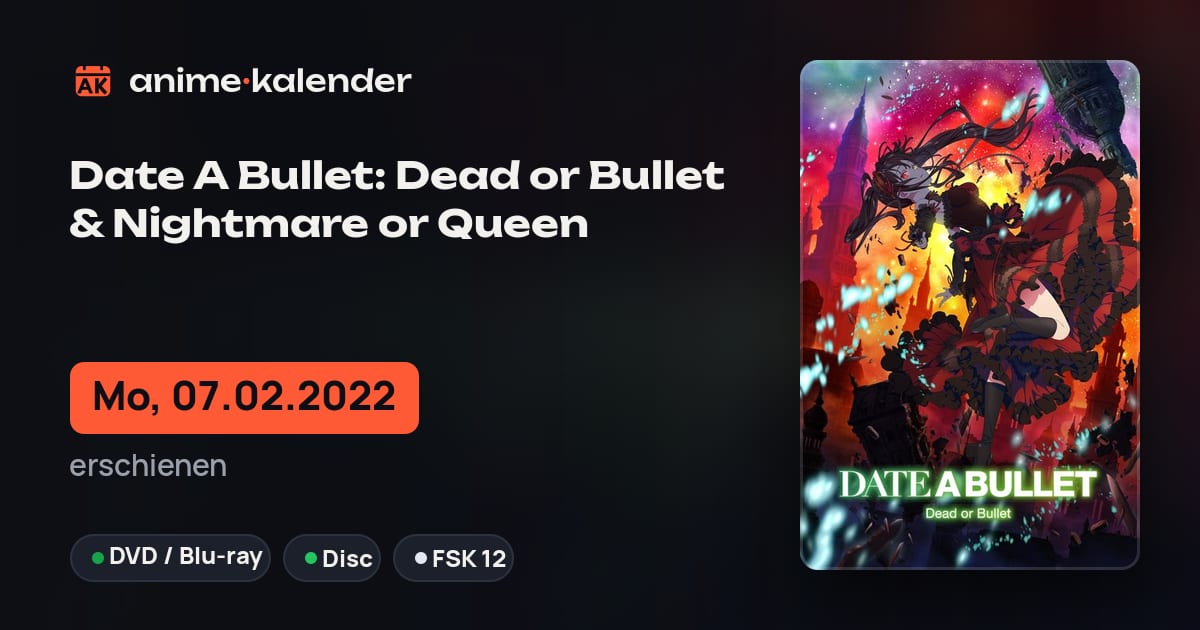 AK
anime·kalender
Date A Bullet: Dead or Bullet
& Nightmare or Queen
Mo, 07.02.2022
erschienen
DVD / Blu-ray
Disc
FSK 12
DATE A BULLET
Dead or Bullet